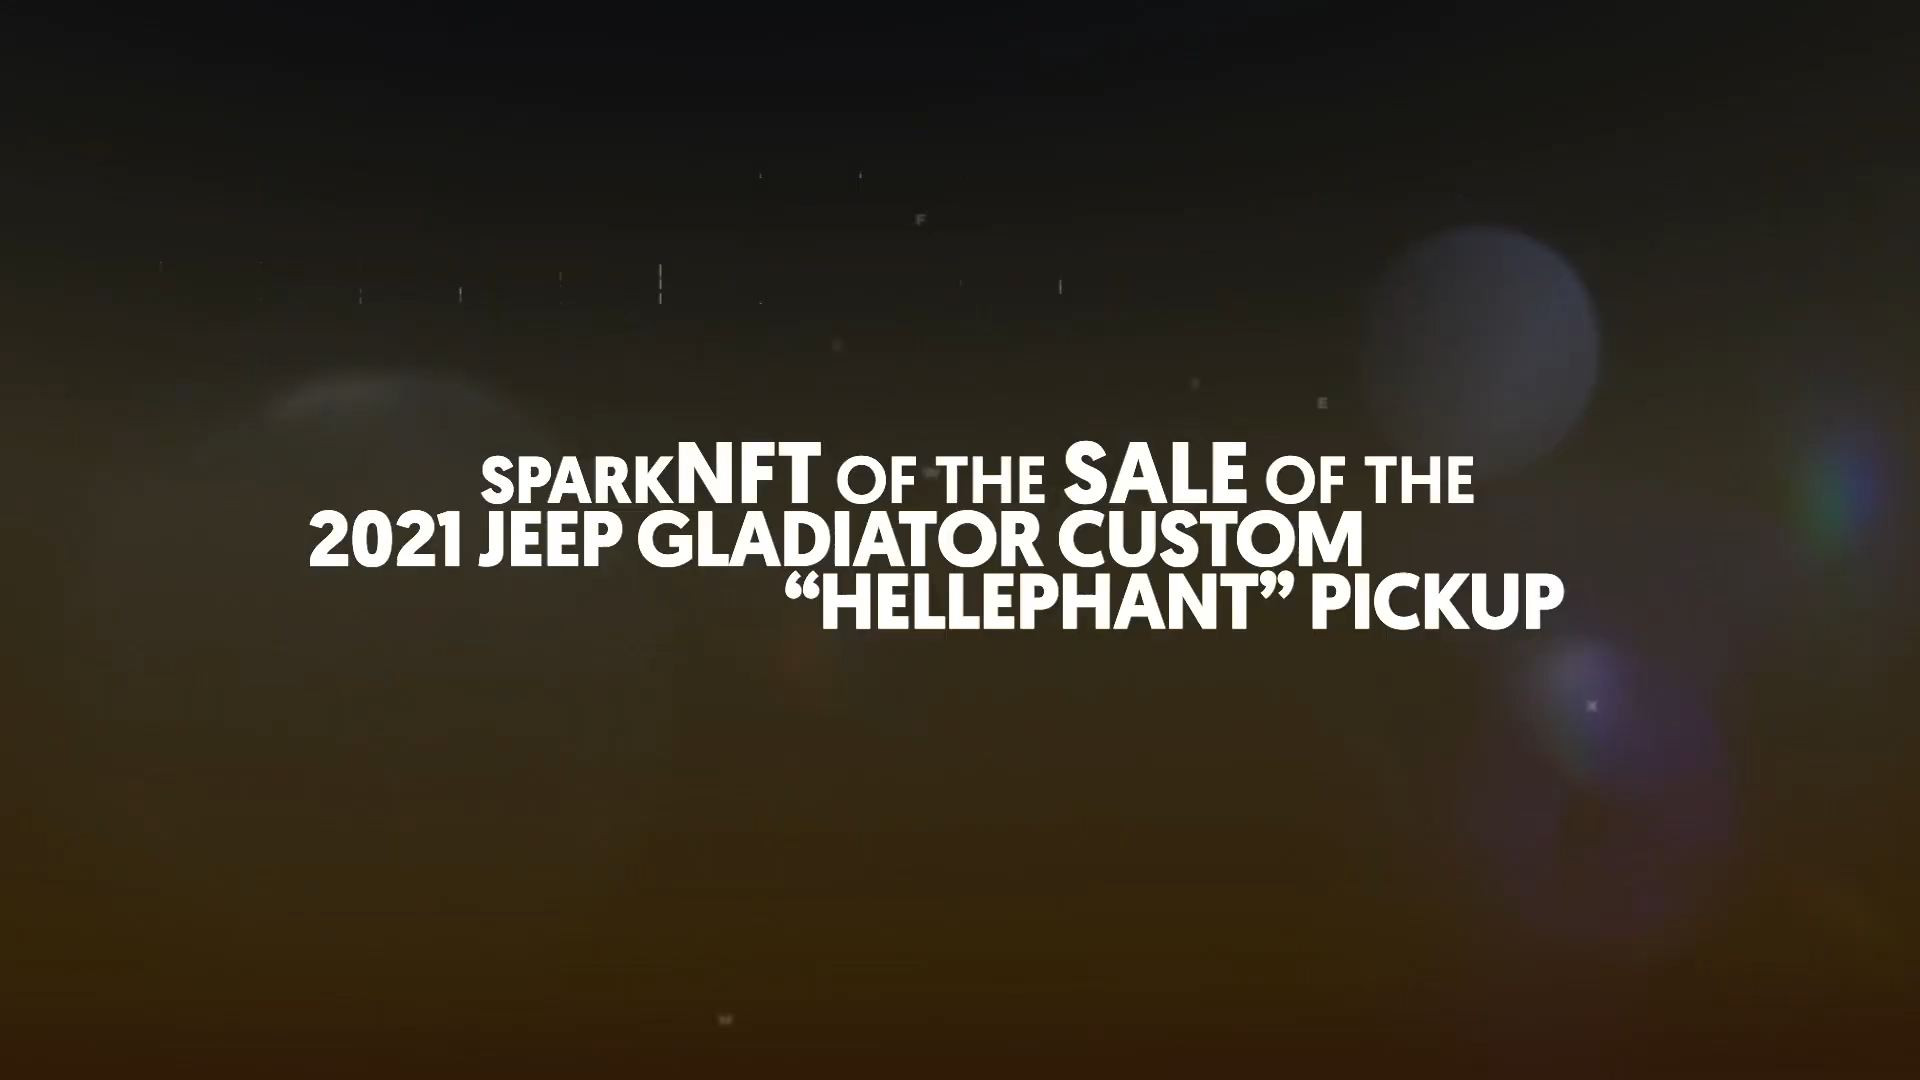 SPARKNFT OF THE SALE OF THE
2021 JEEP GLADIATOR CUSTOM
“HELLEPHANT” PICKUP